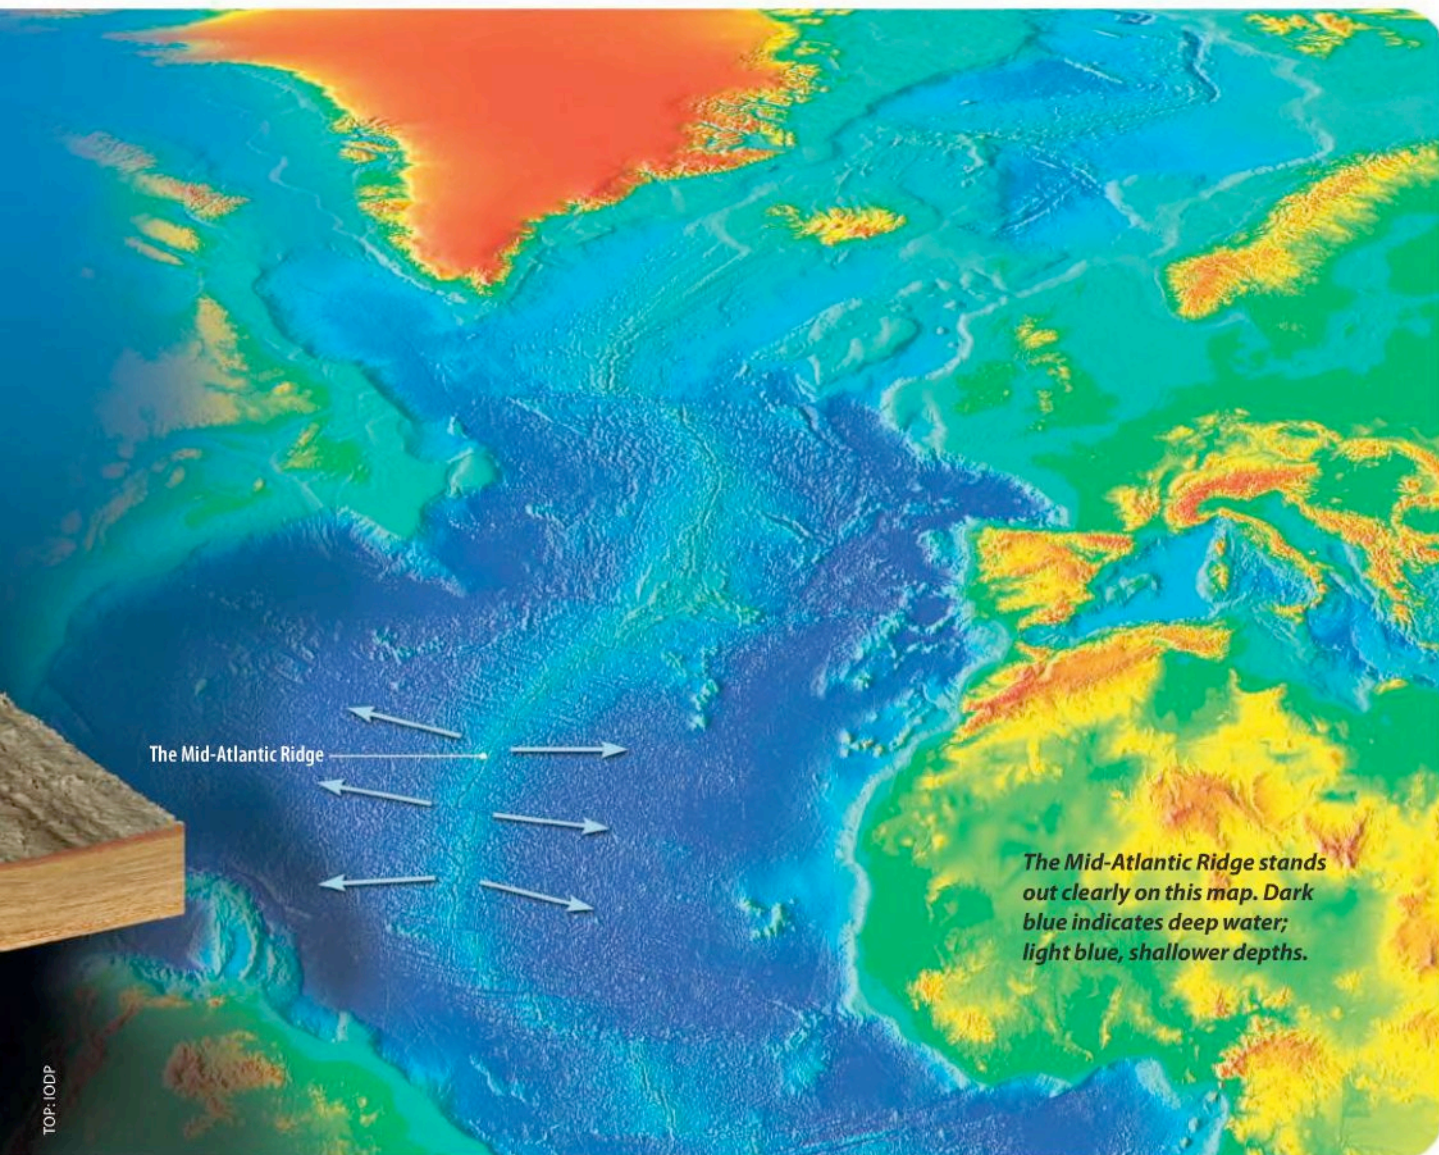 The Mid-Atlantic Ridge
The Mid-Atlantic Ridge stands
out clearly on this map. Dark
blue indicates deep water;
light blue, shallower depths.
TOP: IODP